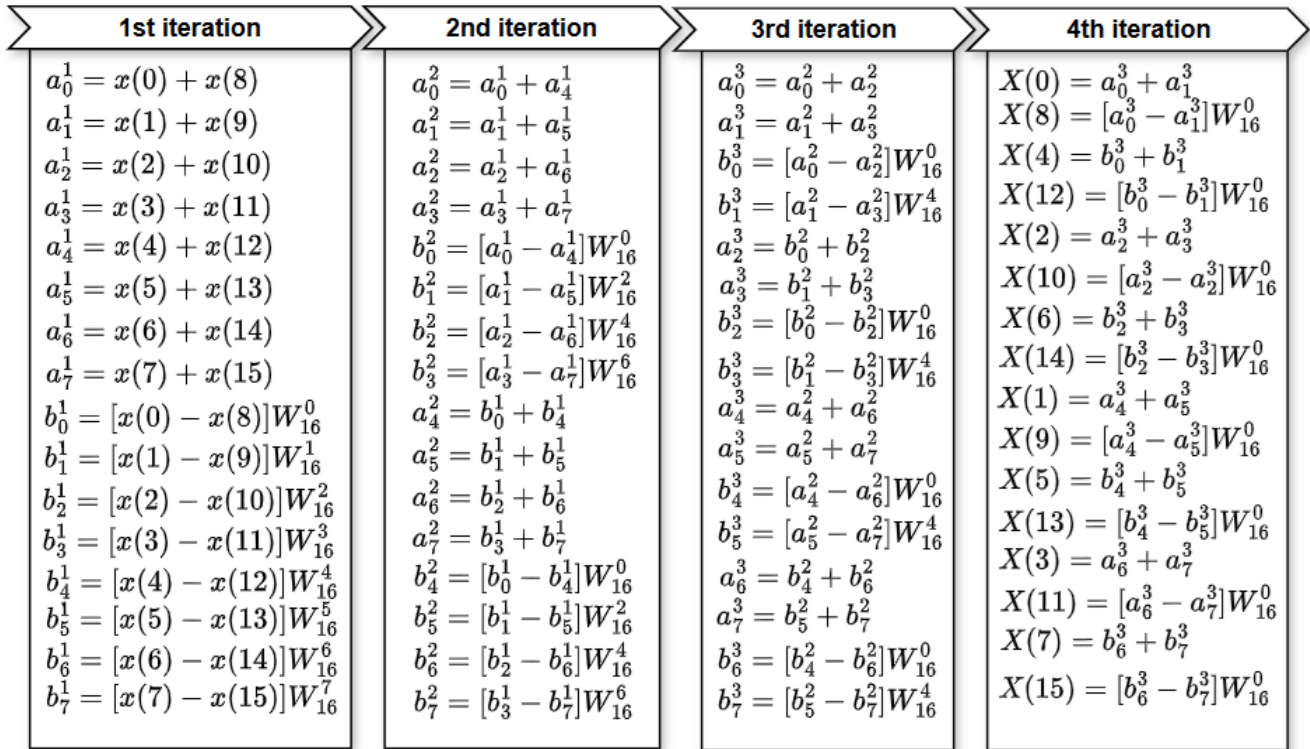 1st iteration
a_0^1 = x(0) + x(8)
a_1^1 = x(1) + x(9)
a_2^1 = x(2) + x(10)
a_3^1 = x(3) + x(11)
a_4^1 = x(4) + x(12)
a_5^1 = x(5) + x(13)
a_6^1 = x(6) + x(14)
a_7^1 = x(7) + x(15)
b_0^1 = [x(0) − x(8)]W_16^0
b_1^1 = [x(1) − x(9)]W_16^1
b_2^1 = [x(2) − x(10)]W_16^2
b_3^1 = [x(3) − x(11)]W_16^3
b_4^1 = [x(4) − x(12)]W_16^4
b_5^1 = [x(5) − x(13)]W_16^5
b_6^1 = [x(6) − x(14)]W_16^6
b_7^1 = [x(7) − x(15)]W_16^7
2nd iteration
a_0^2 = a_0^1 + a_4^1
a_1^2 = a_1^1 + a_5^1
a_2^2 = a_2^1 + a_6^1
a_3^2 = a_3^1 + a_7^1
b_0^2 = [a_0^1 − a_4^1]W_16^0
b_1^2 = [a_1^1 − a_5^1]W_16^2
b_2^2 = [a_2^1 − a_6^1]W_16^4
b_3^2 = [a_3^1 − a_7^1]W_16^6
a_4^2 = b_0^1 + b_4^1
a_5^2 = b_1^1 + b_5^1
a_6^2 = b_2^1 + b_6^1
a_7^2 = b_3^1 + b_7^1
b_4^2 = [b_0^1 − b_4^1]W_16^0
b_5^2 = [b_1^1 − b_5^1]W_16^2
b_6^2 = [b_2^1 − b_6^1]W_16^4
b_7^2 = [b_3^1 − b_7^1]W_16^6
3rd iteration
a_0^3 = a_0^2 + a_2^2
a_1^3 = a_1^2 + a_3^2
b_0^3 = [a_0^2 − a_2^2]W_16^0
b_1^3 = [a_1^2 − a_3^2]W_16^4
a_2^3 = b_0^2 + b_2^2
a_3^3 = b_1^2 + b_3^2
b_2^3 = [b_0^2 − b_2^2]W_16^0
b_3^3 = [b_1^2 − b_3^2]W_16^4
a_4^3 = a_4^2 + a_6^2
a_5^3 = a_5^2 + a_7^2
b_4^3 = [a_4^2 − a_6^2]W_16^0
b_5^3 = [a_5^2 − a_7^2]W_16^4
a_6^3 = b_4^2 + b_6^2
a_7^3 = b_5^2 + b_7^2
b_6^3 = [b_4^2 − b_6^2]W_16^0
b_7^3 = [b_5^2 − b_7^2]W_16^4
4th iteration
X(0) = a_0^3 + a_1^3
X(8) = [a_0^3 − a_1^3]W_16^0
X(4) = b_0^3 + b_1^3
X(12) = [b_0^3 − b_1^3]W_16^0
X(2) = a_2^3 + a_3^3
X(10) = [a_2^3 − a_2^3]W_16^0
X(6) = b_2^3 + b_3^3
X(14) = [b_2^3 − b_3^3]W_16^0
X(1) = a_4^3 + a_5^3
X(9) = [a_4^3 − a_5^3]W_16^0
X(5) = b_4^3 + b_5^3
X(13) = [b_4^3 − b_5^3]W_16^0
X(3) = a_6^3 + a_7^3
X(11) = [a_6^3 − a_7^3]W_16^0
X(7) = b_6^3 + b_7^3
X(15) = [b_6^3 − b_7^3]W_16^0